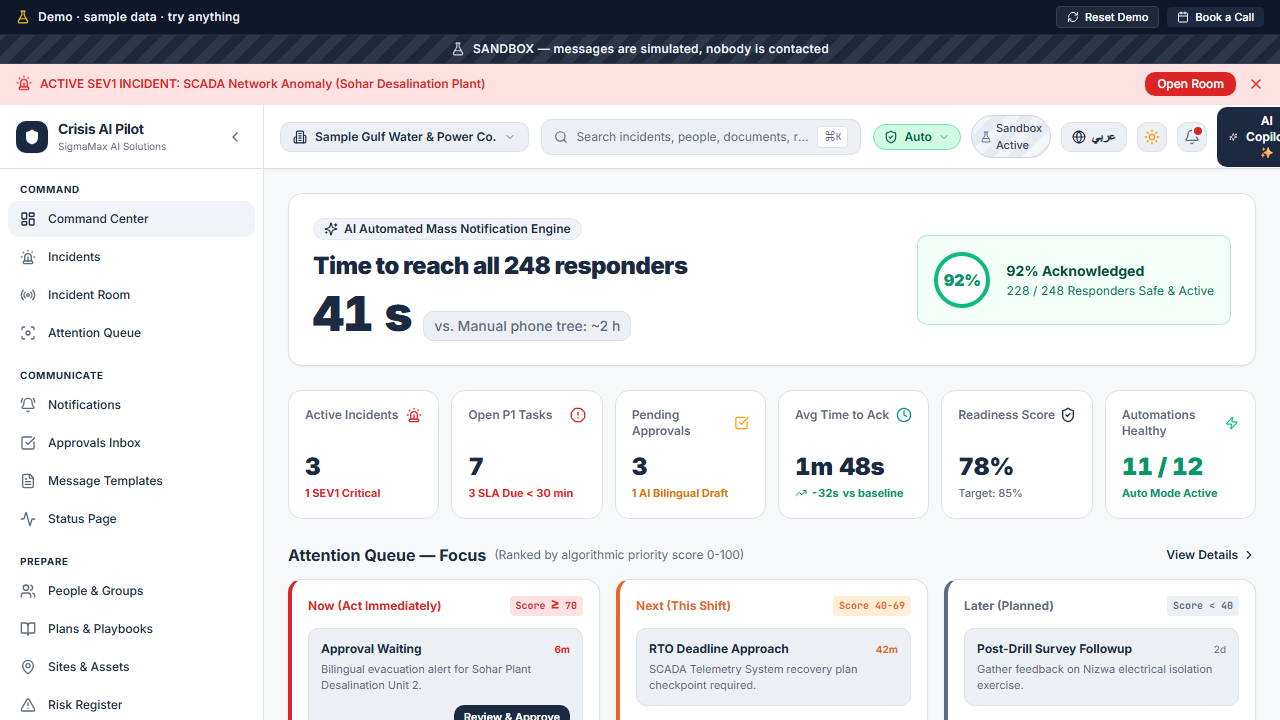 Demo · sample data · try anything
Reset Demo
Book a Call
SANDBOX — messages are simulated, nobody is contacted
ACTIVE SEV1 INCIDENT: SCADA Network Anomaly (Sohar Desalination Plant)
Open Room
Crisis AI Pilot
SigmaMax AI Solutions
Sample Gulf Water & Power Co.
Search incidents, people, documents, r...
⌘K
Auto
Sandbox
Active
عربي
AI
Copilot
COMMAND
Command Center
Incidents
Incident Room
Attention Queue
COMMUNICATE
Notifications
Approvals Inbox
Message Templates
Status Page
PREPARE
People & Groups
Plans & Playbooks
Sites & Assets
Risk Register
AI Automated Mass Notification Engine
Time to reach all 248 responders
41 s
vs. Manual phone tree: ~2 h
92%
92% Acknowledged
228 / 248 Responders Safe & Active
Active Incidents
3
1 SEV1 Critical
Open P1 Tasks
7
3 SLA Due < 30 min
Pending
Approvals
3
1 AI Bilingual Draft
Avg Time to Ack
1m 48s
-32s vs baseline
Readiness Score
78%
Target: 85%
Automations
Healthy
11 / 12
Auto Mode Active
Attention Queue — Focus (Ranked by algorithmic priority score 0-100)
View Details
Now (Act Immediately)
Score ≥ 70
Approval Waiting
6m
Bilingual evacuation alert for Sohar Plant
Desalination Unit 2.
Review & Approve
Next (This Shift)
Score 40-69
RTO Deadline Approach
42m
SCADA Telemetry System recovery plan
checkpoint required.
Later (Planned)
Score < 40
Post-Drill Survey Followup
2d
Gather feedback on Nizwa electrical isolation
exercise.